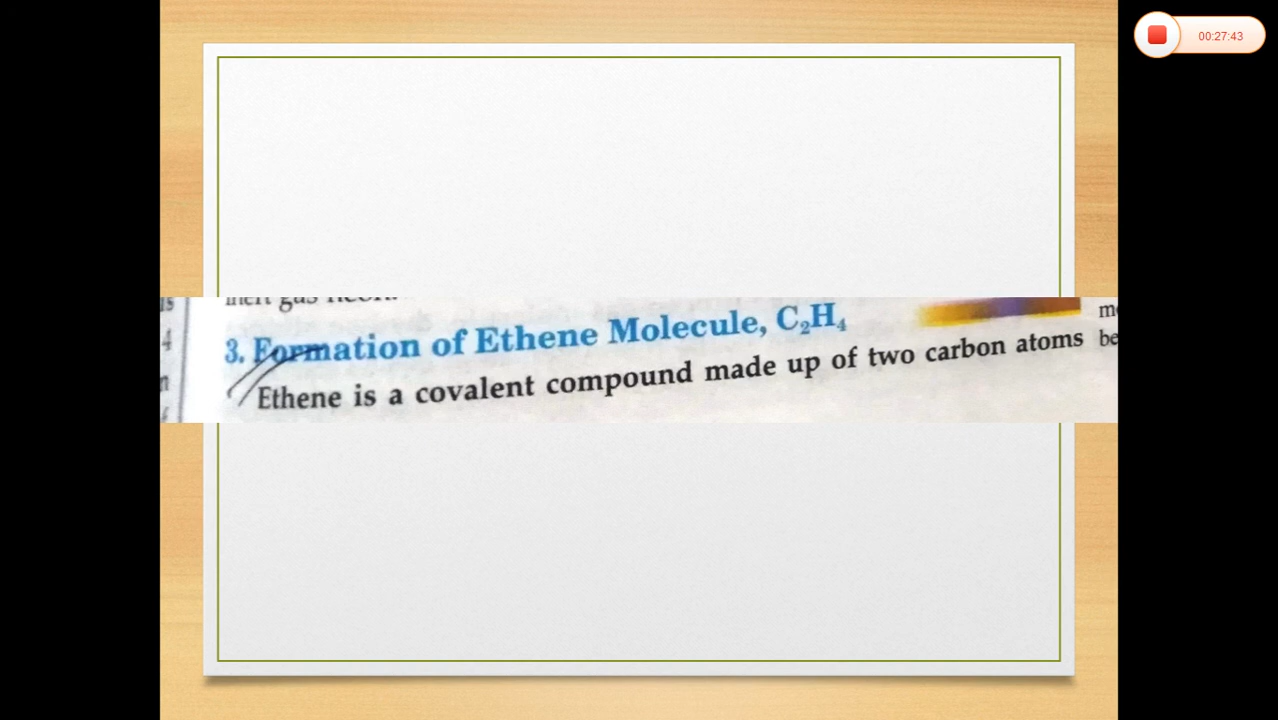 00:27:43
3. Formation of Ethene Molecule, C₂H₄
Ethene is a covalent compound made up of two carbon atoms